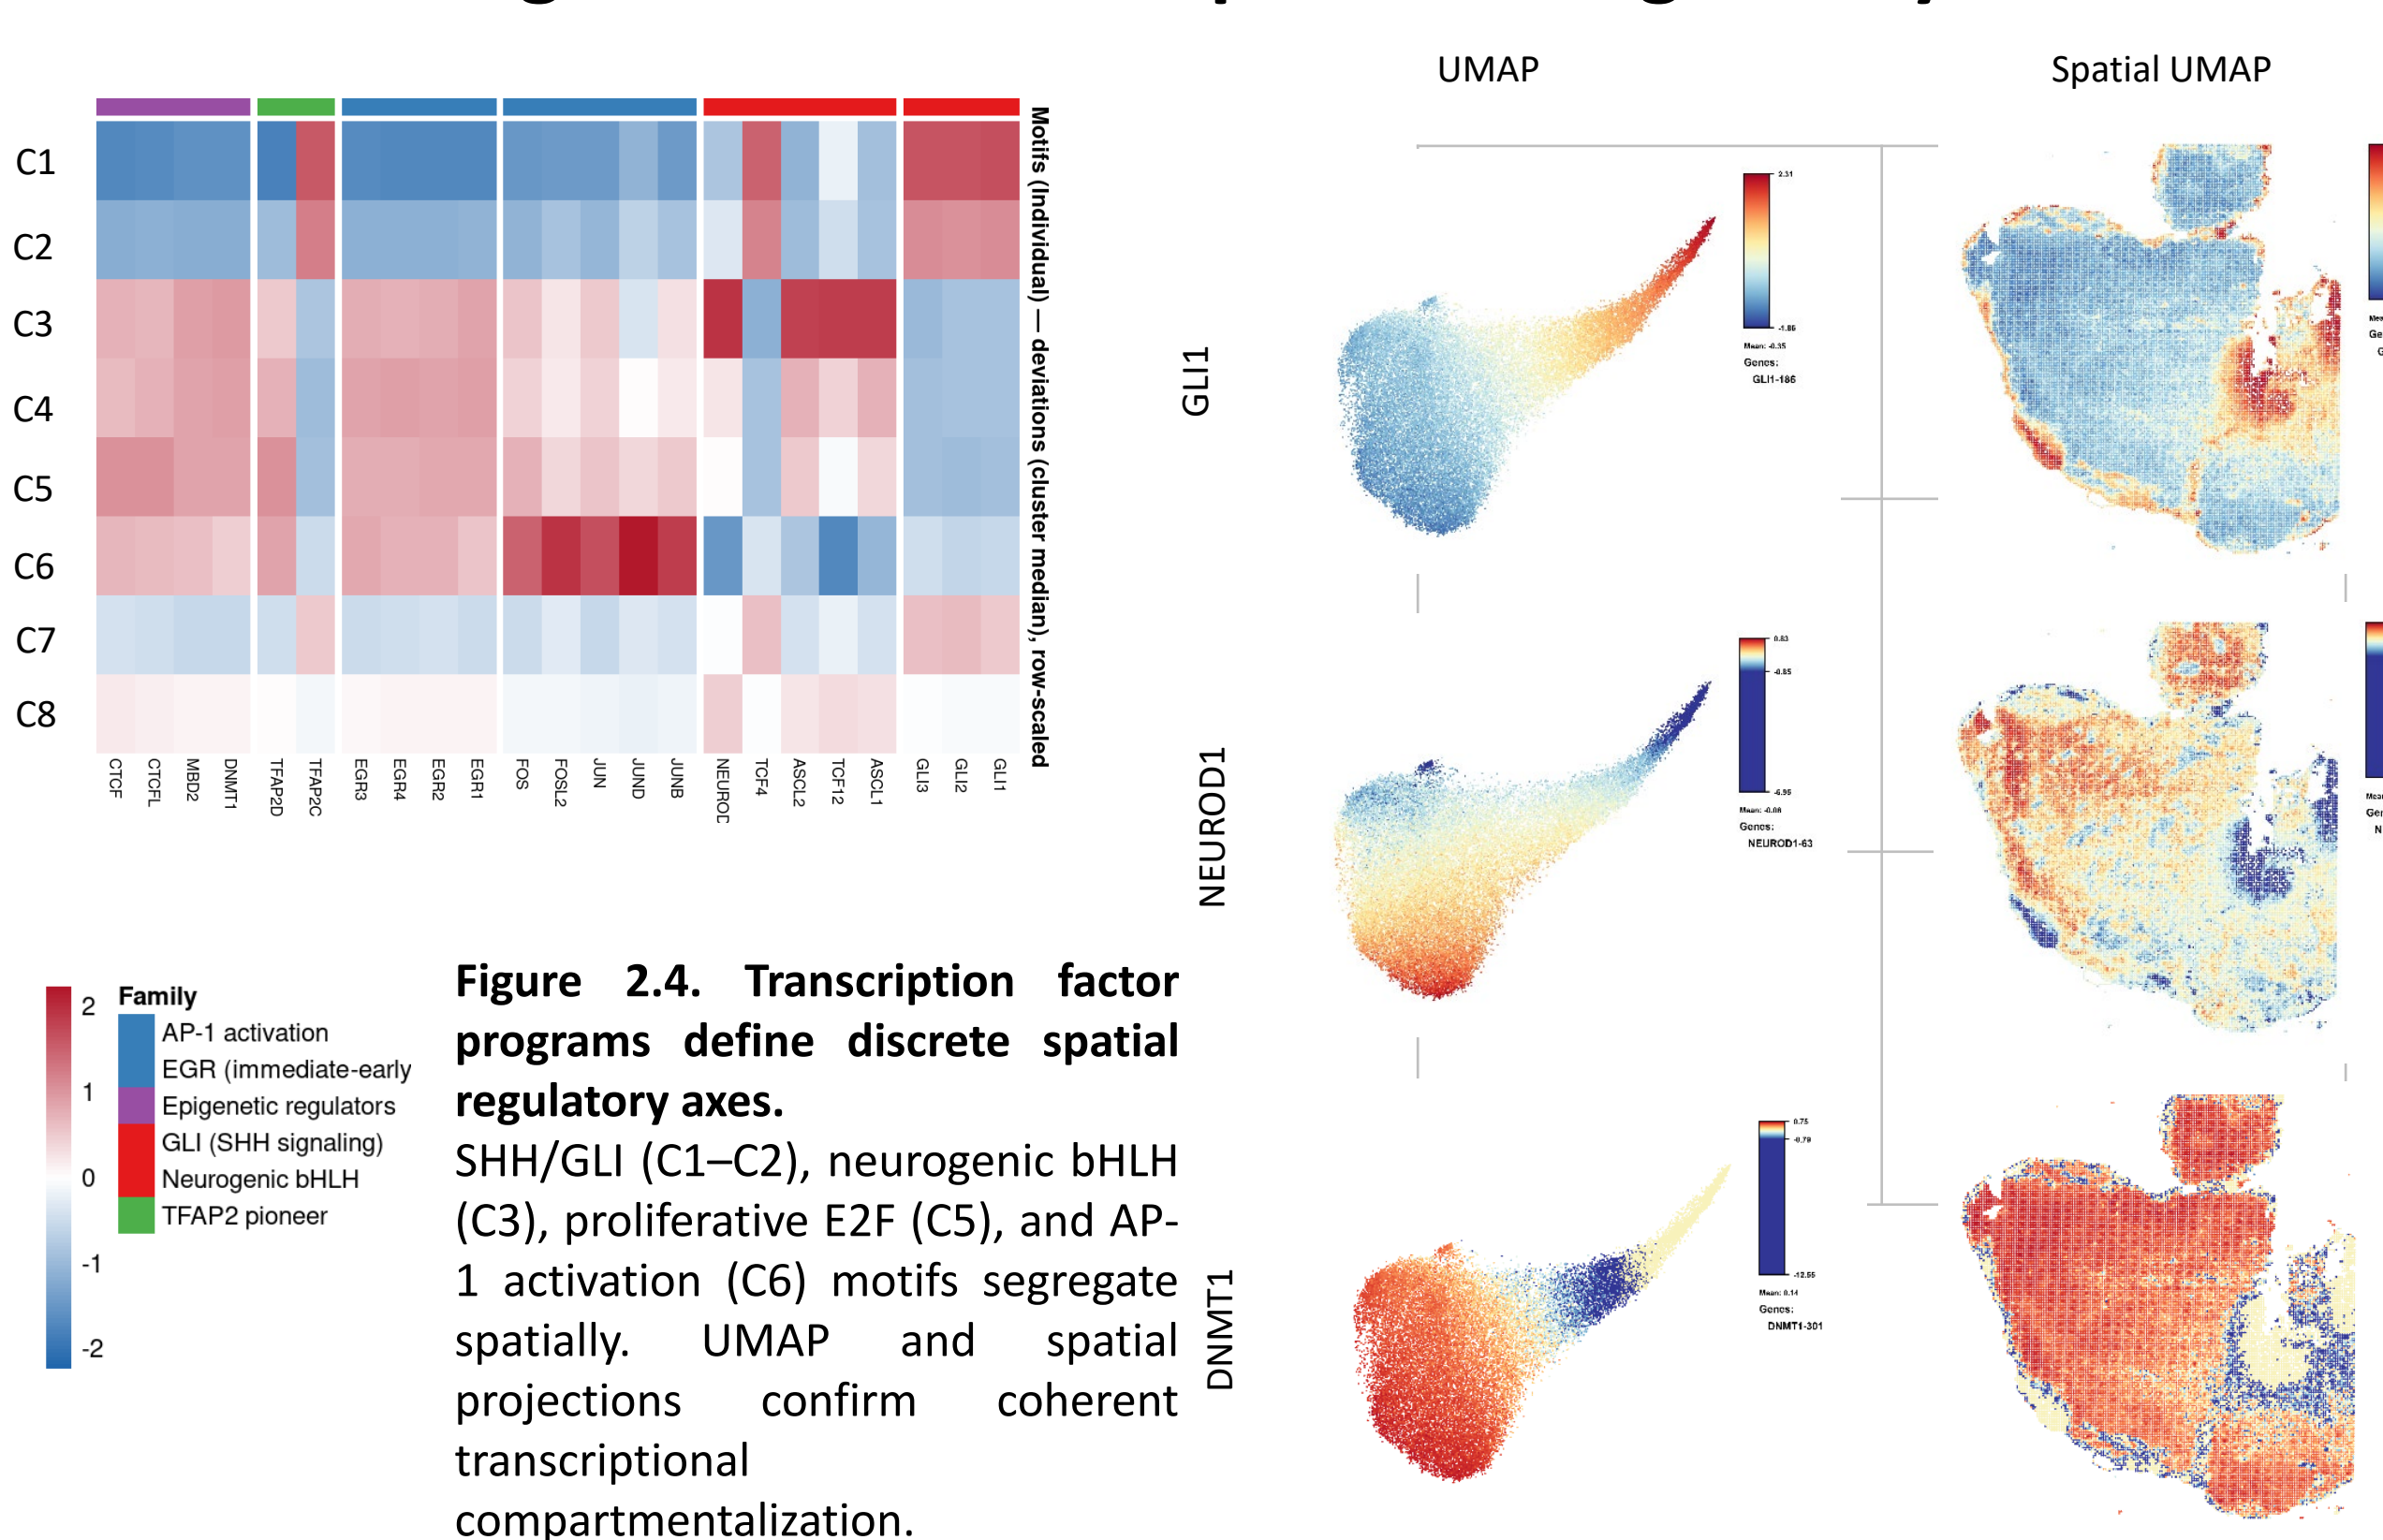 UMAP
Spatial UMAP
C1
C2
C3
C4
C5
C6
C7
C8
Motifs (Individual) — deviations (cluster median), row-scaled
CTCF
CTCFL
MBD2
DNMT1
TFAP2D
TFAP2C
EGR3
EGR4
EGR2
EGR1
FOS
FOSL2
JUN
JUND
JUNB
NEUROD
TCF4
ASCL2
TCF12
ASCL1
GLI3
GLI2
GLI1
2
1
0
-1
-2
Family
AP-1 activation
EGR (immediate-early
Epigenetic regulators
GLI (SHH signaling)
Neurogenic bHLH
TFAP2 pioneer
Figure 2.4. Transcription factor
programs define discrete spatial
regulatory axes.
SHH/GLI (C1–C2), neurogenic bHLH
(C3), proliferative E2F (C5), and AP-
1 activation (C6) motifs segregate
spatially. UMAP and spatial
projections confirm coherent
transcriptional
compartmentalization.
GLI1
2.31
-1.86
Mean: -0.35
Genes:
GLI1-186
NEUROD1
0.83
-0.85
-6.95
Mean: -0.08
Genes:
NEUROD1-63
DNMT1
0.75
-0.79
-12.55
Mean: 0.14
Genes:
DNMT1-301